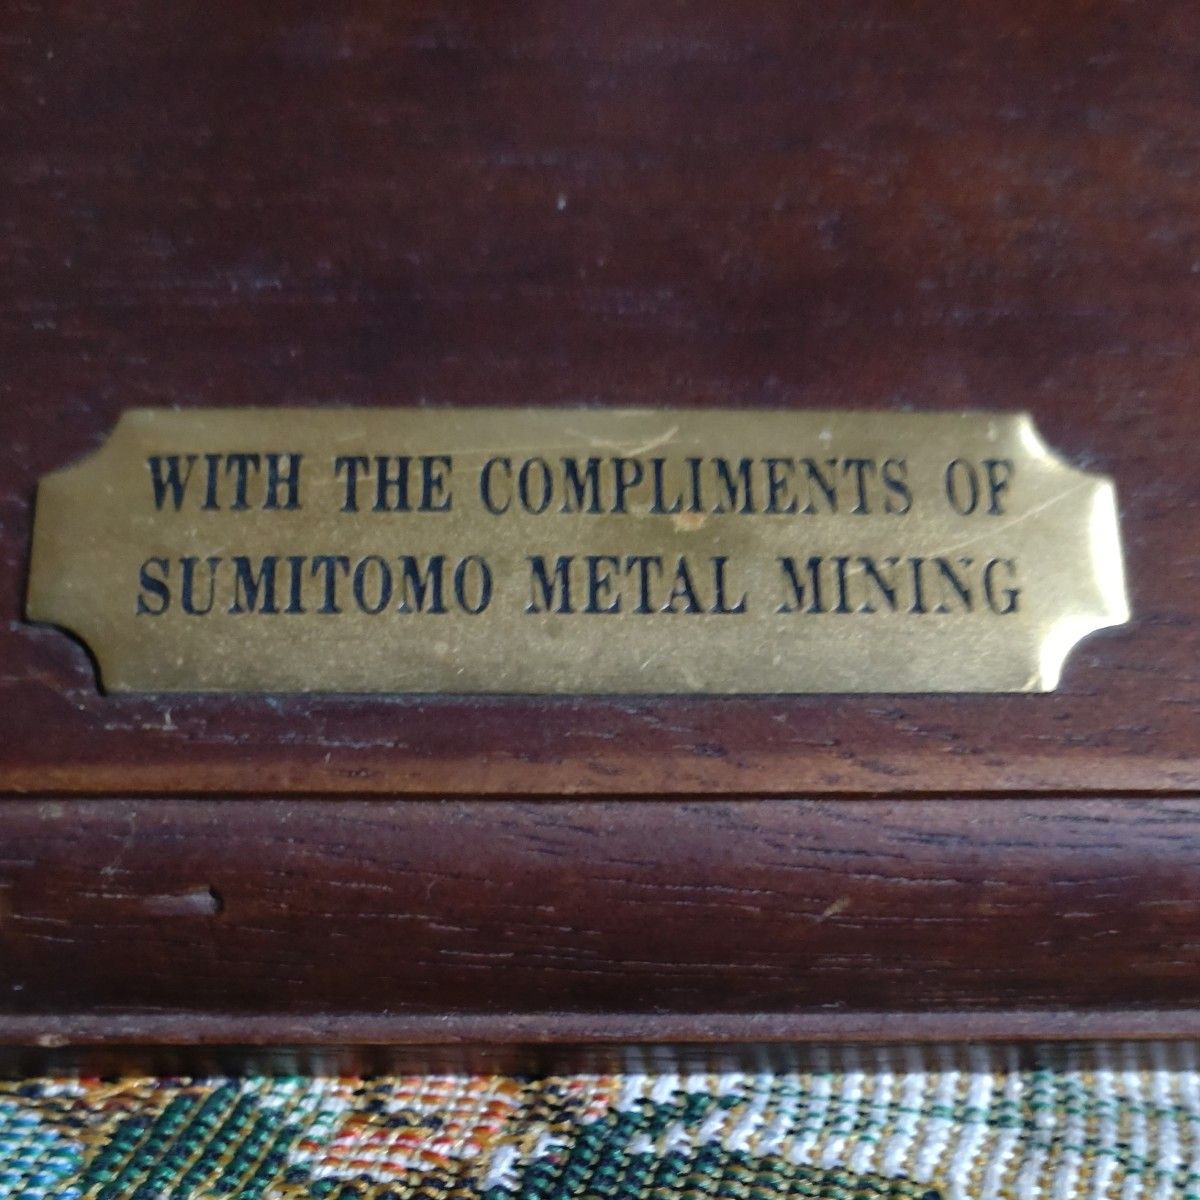 WITH THE COMPLIMENTS OF
SUMITOMO METAL MINING